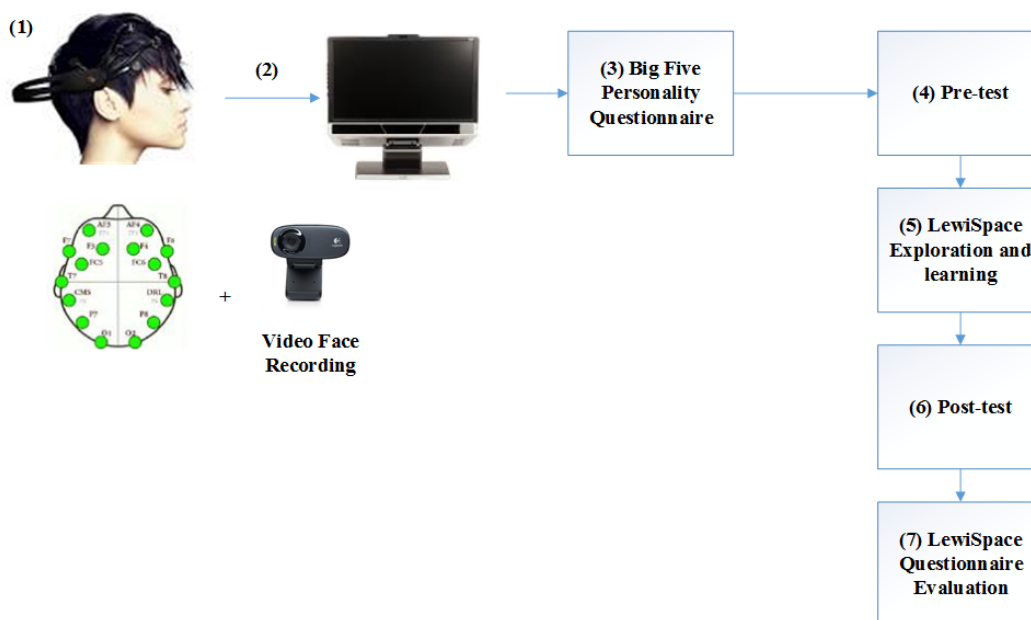 (1)
(2)
(3) Big Five
Personality
Questionnaire
(4) Pre-test
(5) LewiSpace
Exploration and
learning
(6) Post-test
(7) LewiSpace
Questionnaire
Evaluation
AF3
AF4
F7
F3
F4
F8
FC5
FC6
T7
T8
CMS
DRL
P7
P8
O1
O2
+
Video Face
Recording